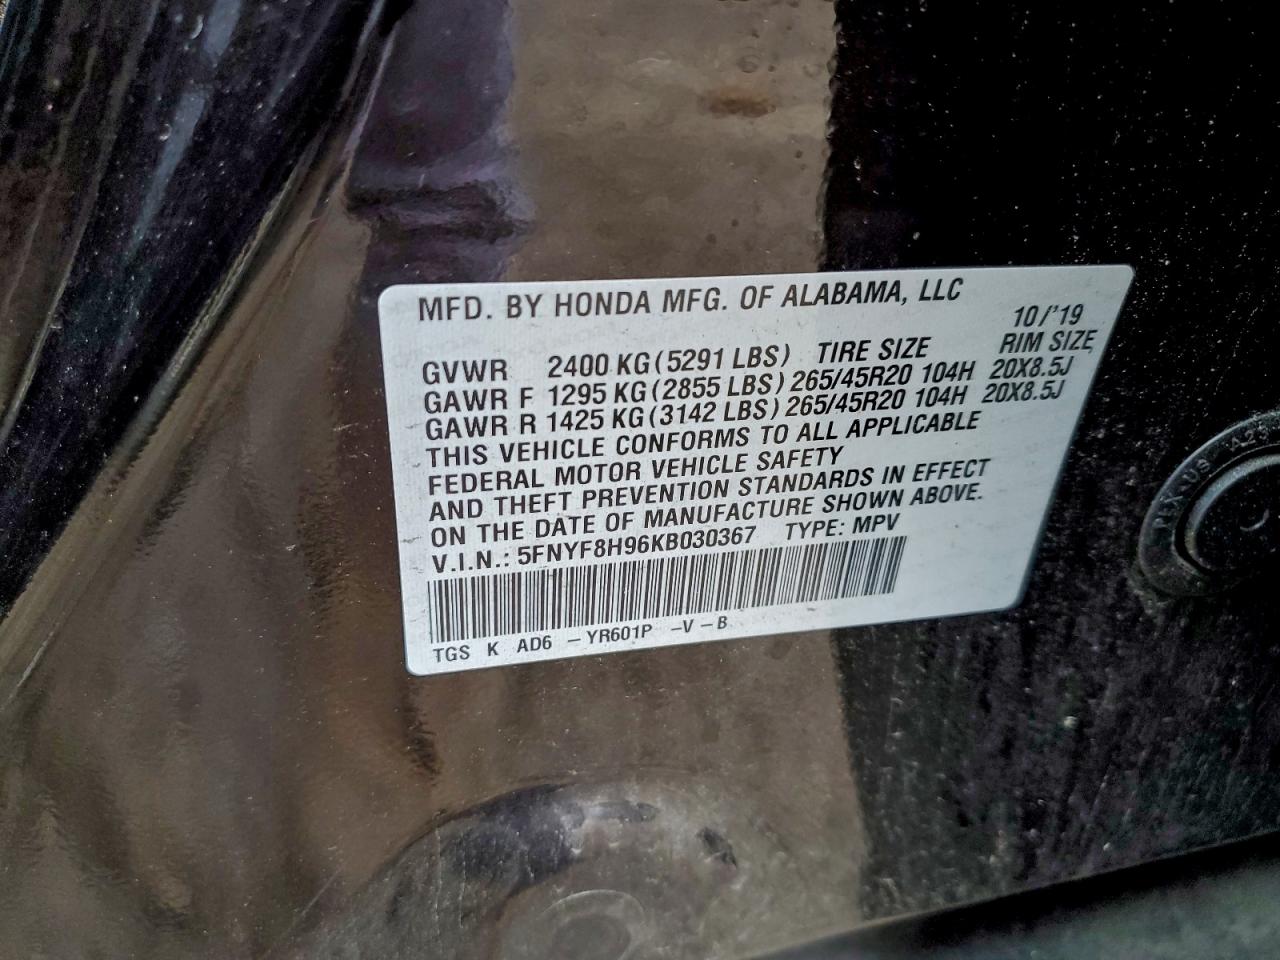 MFD. BY HONDA MFG. OF ALABAMA, LLC
10/'19
GVWR 2400 KG (5291 LBS) TIRE SIZE RIM SIZE
GAWR F 1295 KG (2855 LBS) 265/45R20 104H 20X8.5J
GAWR R 1425 KG (3142 LBS) 265/45R20 104H 20X8.5J
THIS VEHICLE CONFORMS TO ALL APPLICABLE
FEDERAL MOTOR VEHICLE SAFETY
AND THEFT PREVENTION STANDARDS IN EFFECT
ON THE DATE OF MANUFACTURE SHOWN ABOVE.
V.I.N.: 5FNYF8H96KB030367 TYPE: MPV
TGS K AD6 – YR601P – V – B